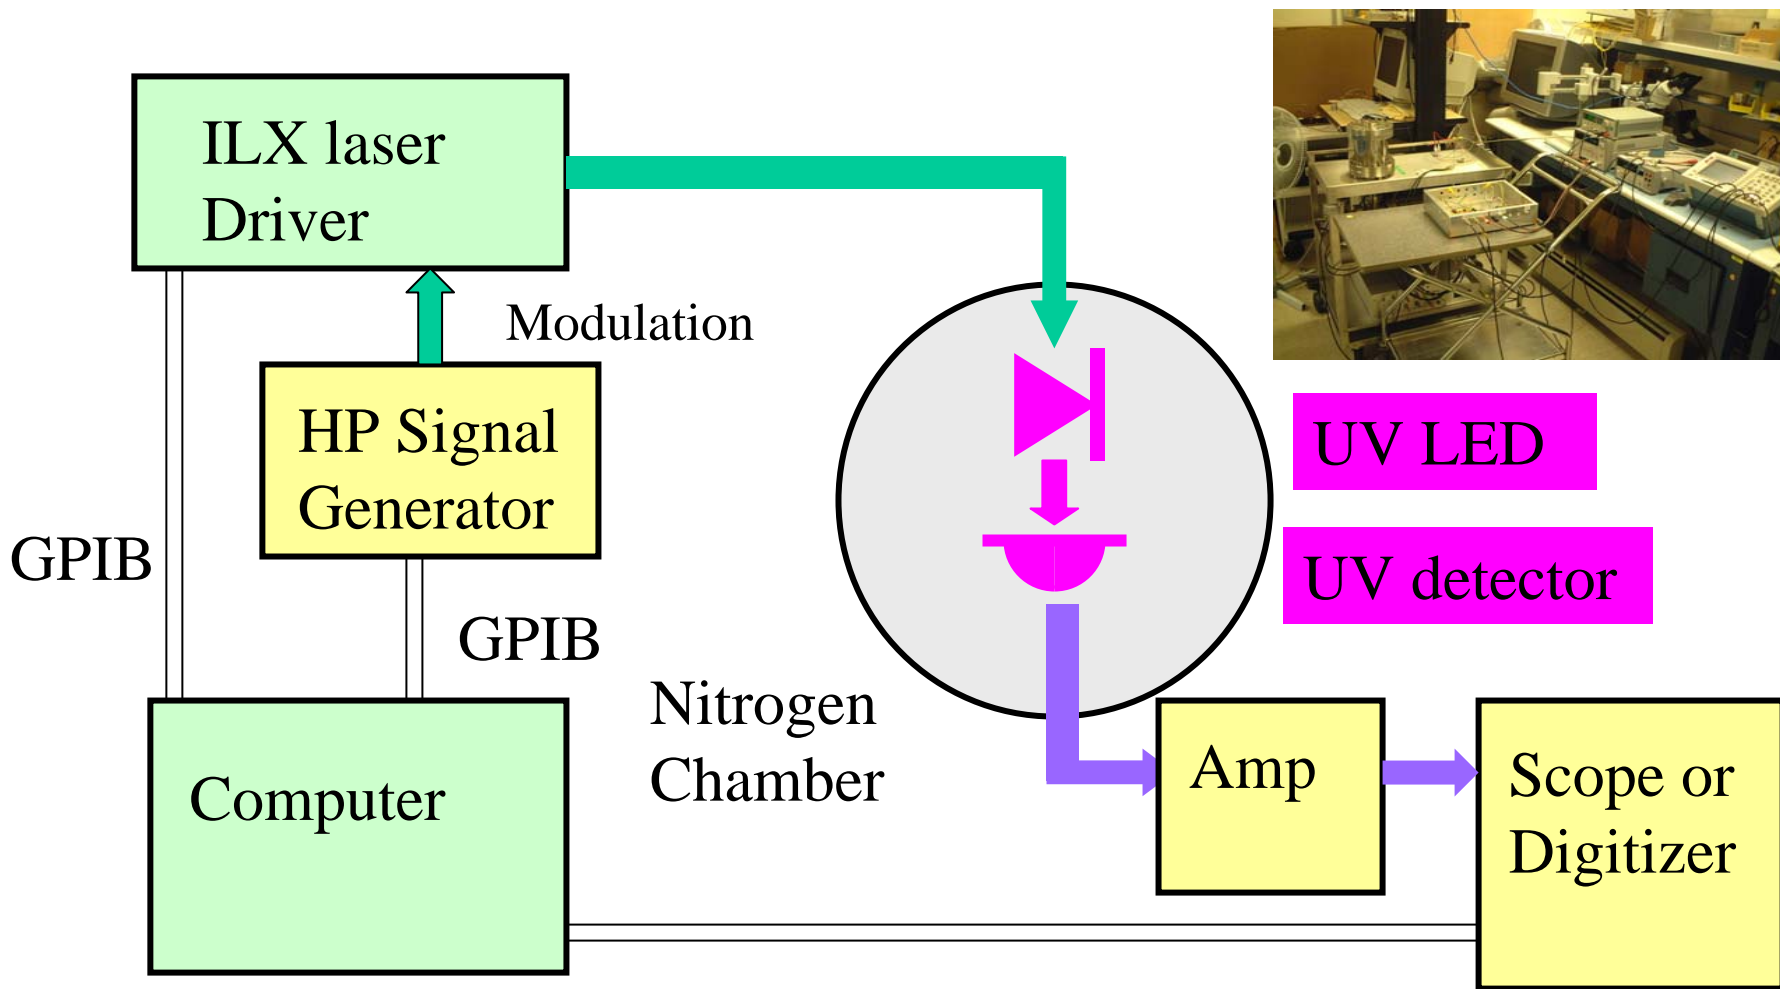 ILX laser
Driver
Modulation
HP Signal
Generator
UV LED
UV detector
GPIB
GPIB
Nitrogen
Chamber
Computer
Amp
Scope or
Digitizer